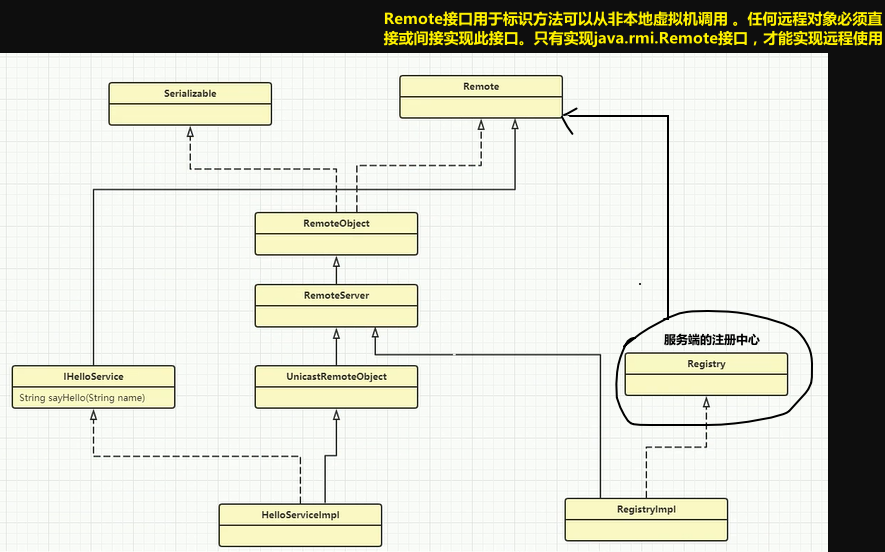 Remote接口用于标识方法可以从非本地虚拟机调用 。任何远程对象必须直
接或间接实现此接口。只有实现java.rmi.Remote接口，才能实现远程使用
Serializable
Remote
RemoteObject
RemoteServer
服务端的注册中心
Registry
IHelloService
String sayHello(String name)
UnicastRemoteObject
HelloServiceImpl
RegistryImpl